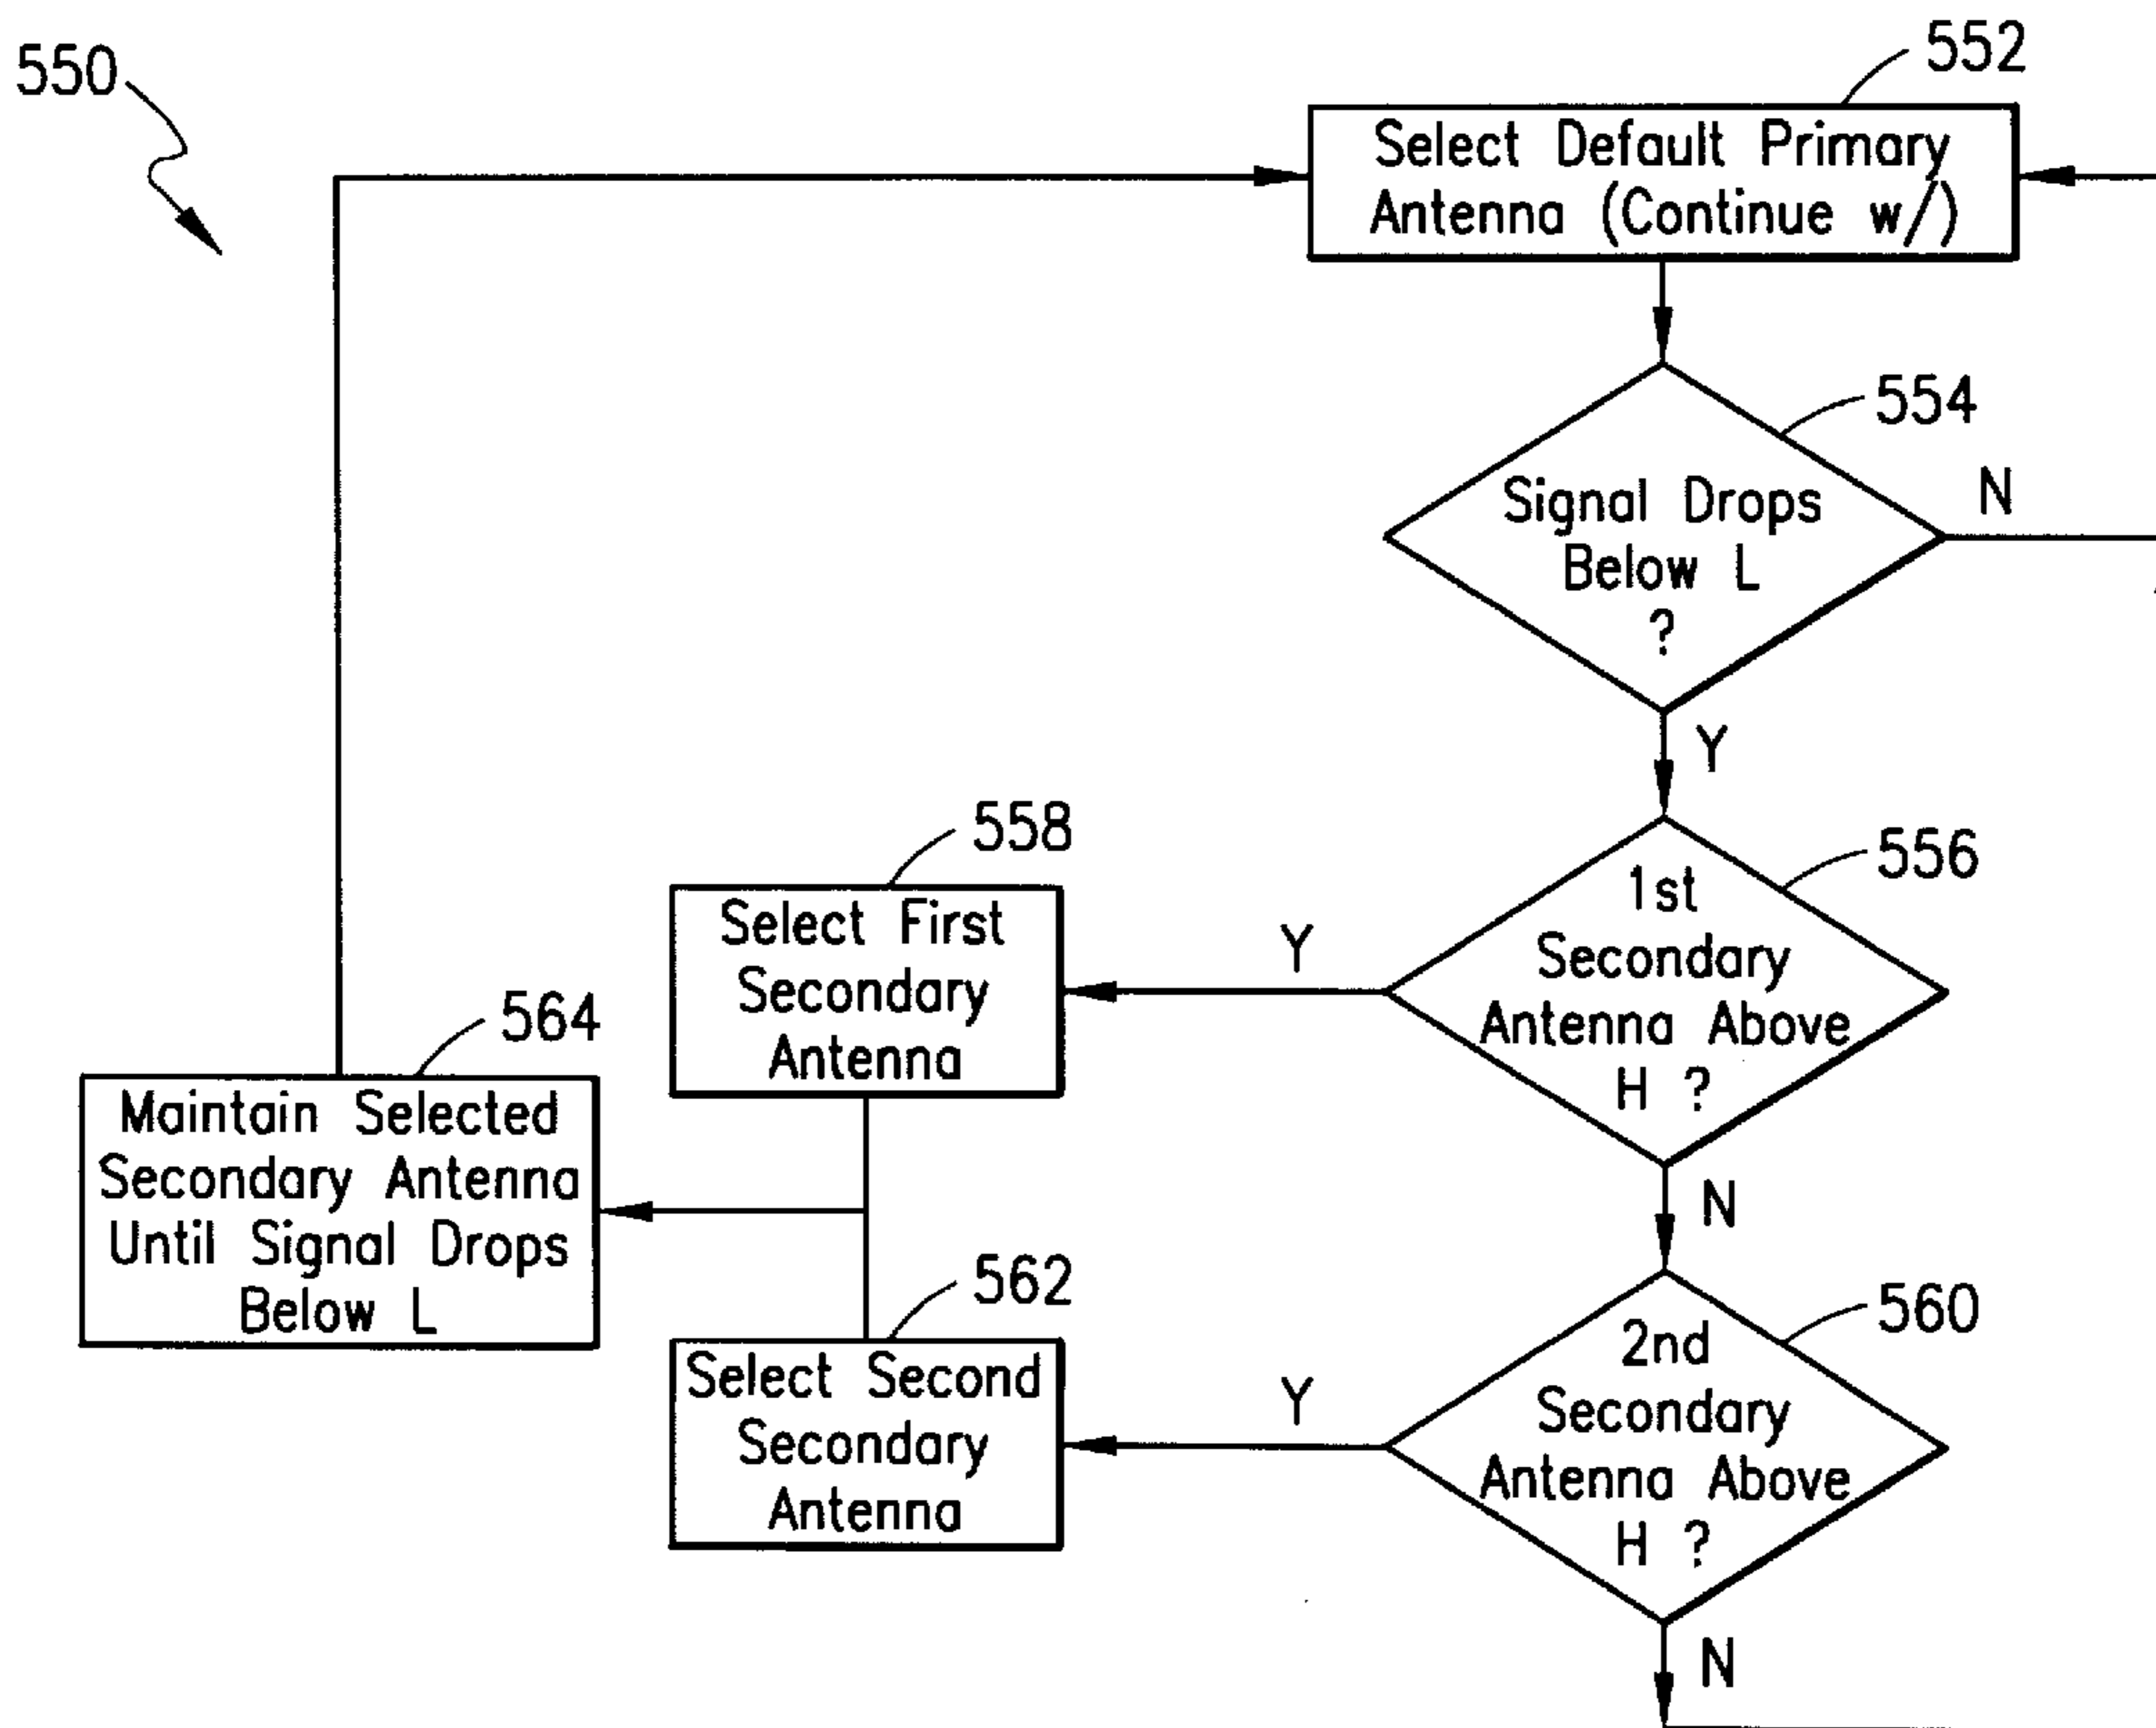 550
552
Select Default Primary
Antenna (Continue w/)
554
Signal Drops
Below L
?
N
Y
556
1st
Secondary
Antenna Above
H ?
Y
558
Select First
Secondary
Antenna
N
564
Maintain Selected
Secondary Antenna
Until Signal Drops
Below L
560
2nd
Secondary
Antenna Above
H ?
Y
562
Select Second
Secondary
Antenna
N